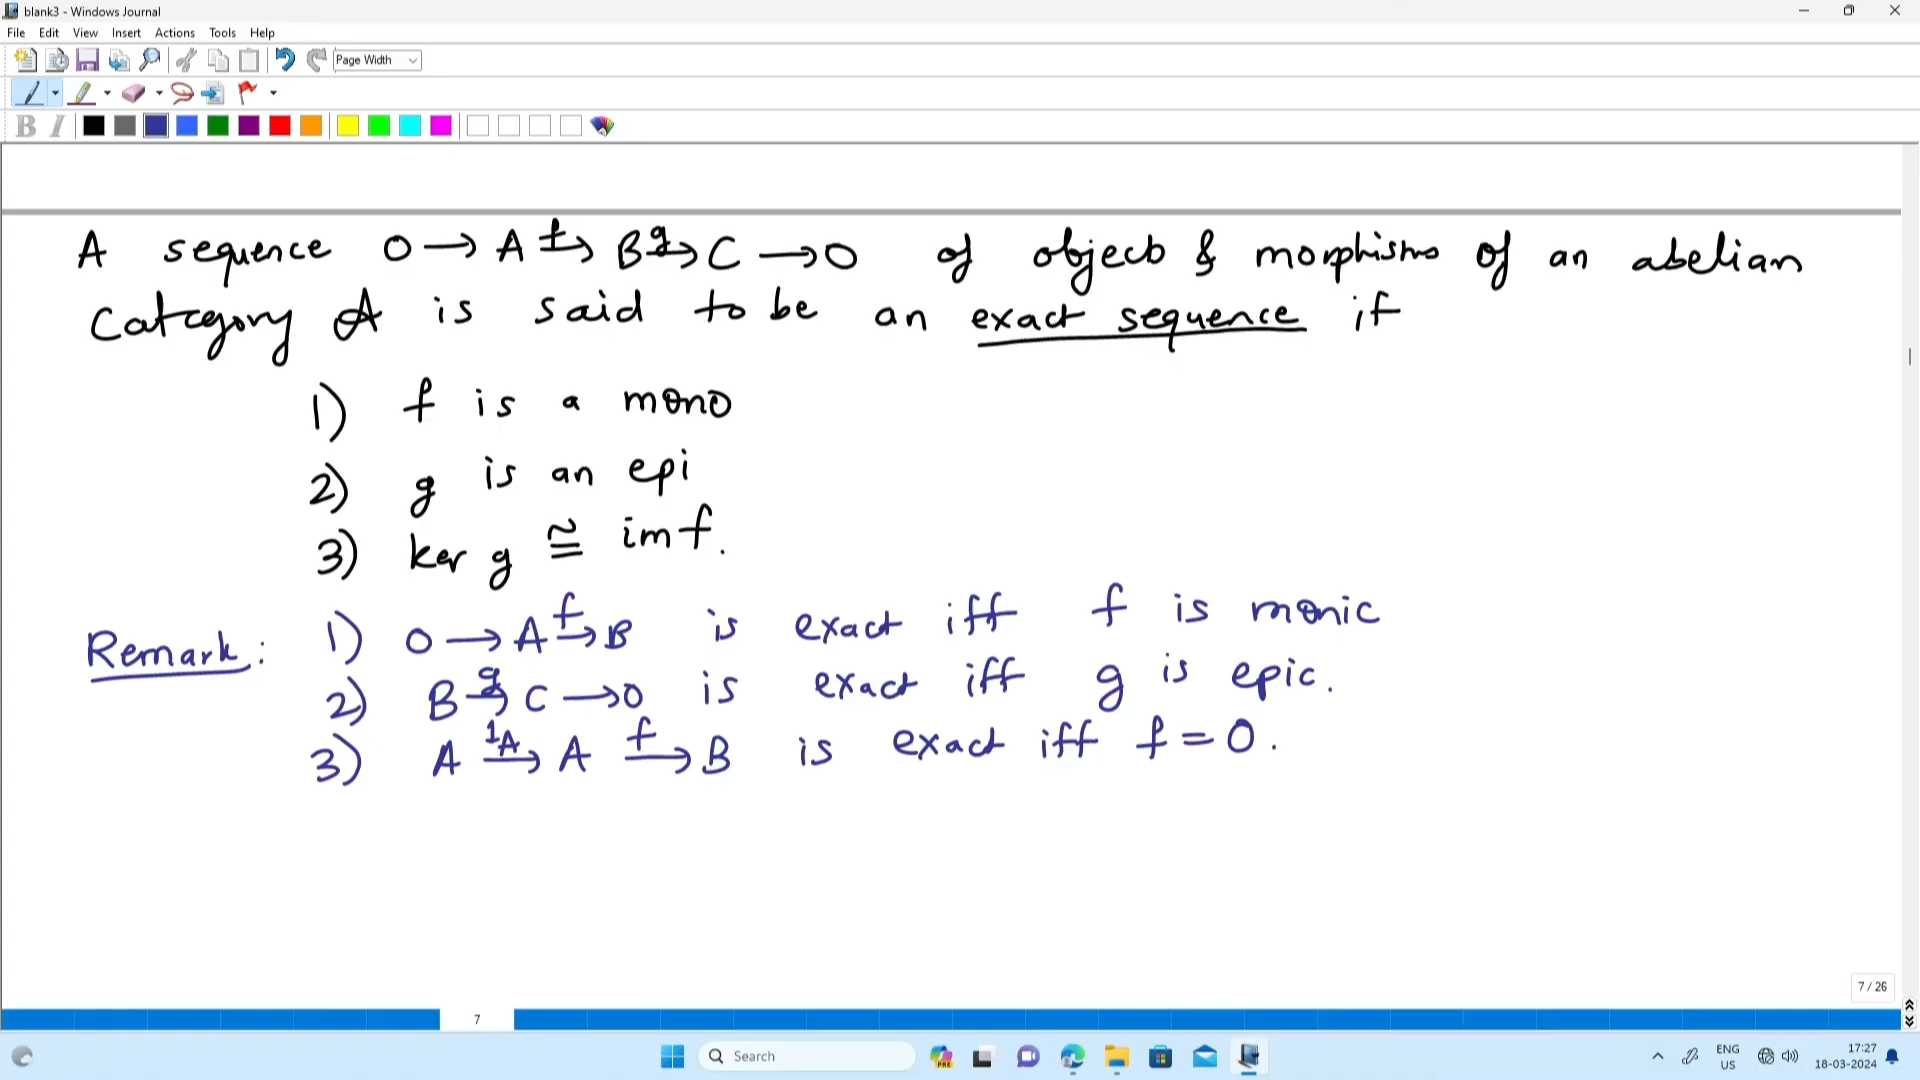 blank3 - Windows Journal
File Edit View Insert Actions Tools Help
Page Width
B I
A sequence 0 → A f→ B g→ C → 0 of objects & morphisms of an abelian
Category A is said to be an exact sequence if
1) f is a mono
2) g is an epi
3) ker g ≅ im f.
Remark: 1) 0 → A f→ B is exact iff f is monic
2) B g→ C → 0 is exact iff g is epic.
3) A 1A→ A f→ B is exact iff f = 0.
7 / 26
7
Search
PRE
ENG
US
17:27
18-03-2024